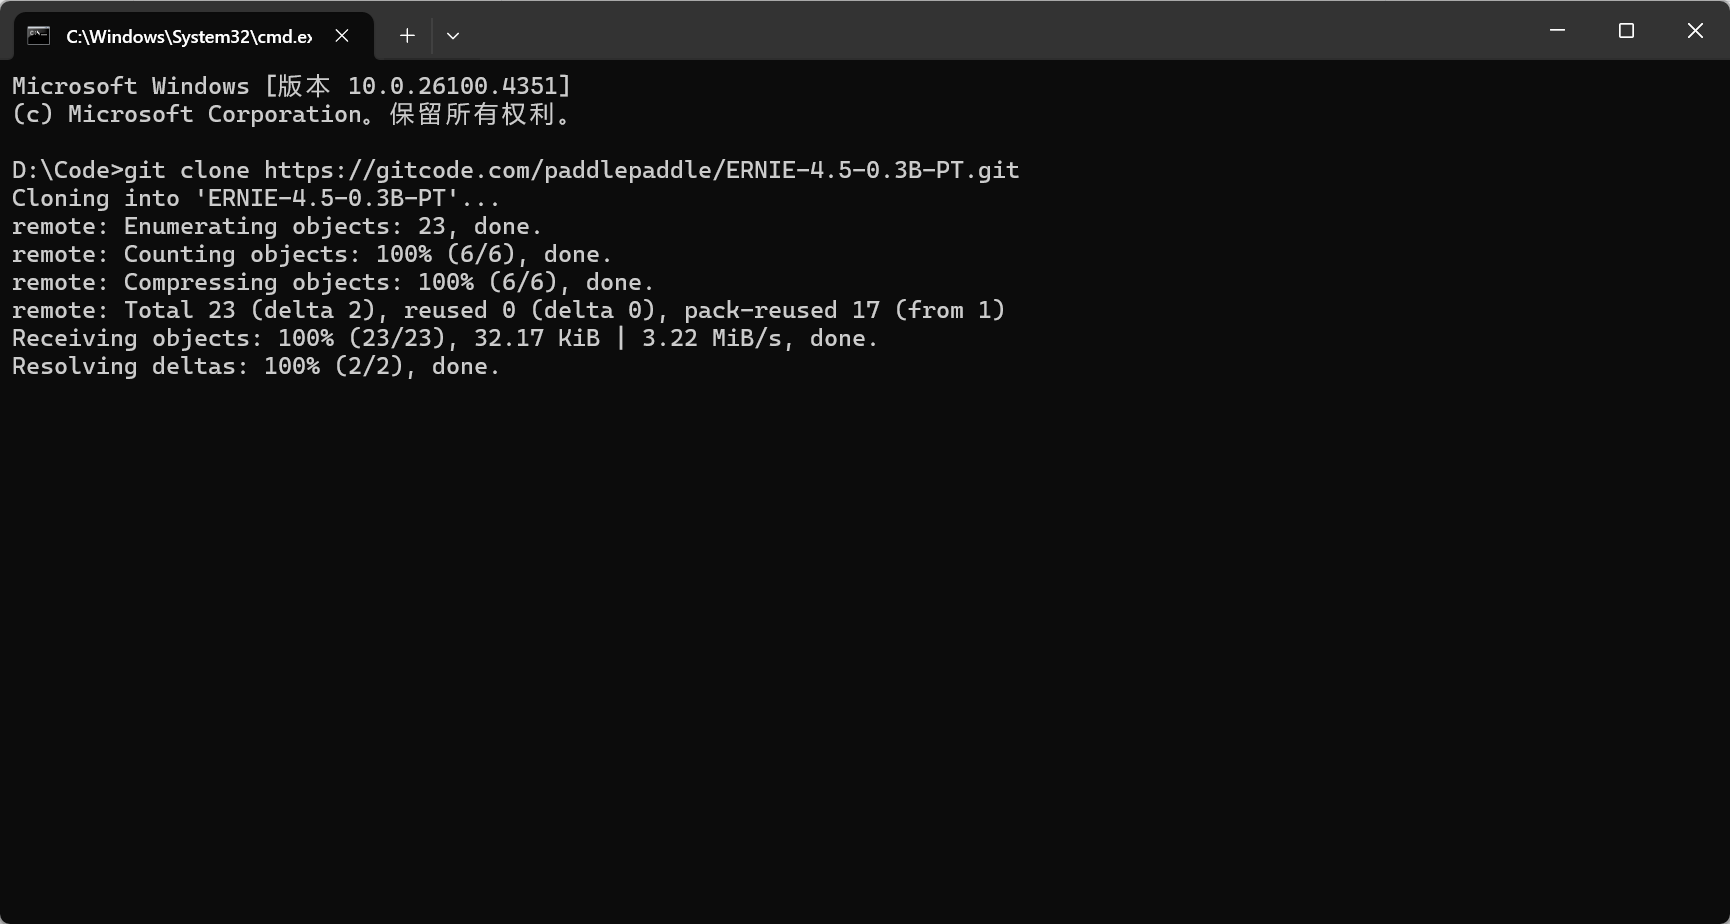 C:\Windows\System32\cmd.ex
Microsoft Windows [版本 10.0.26100.4351]
(c) Microsoft Corporation。保留所有权利。
D:\Code>git clone https://gitcode.com/paddlepaddle/ERNIE-4.5-0.3B-PT.git
Cloning into 'ERNIE-4.5-0.3B-PT'...
remote: Enumerating objects: 23, done.
remote: Counting objects: 100% (6/6), done.
remote: Compressing objects: 100% (6/6), done.
remote: Total 23 (delta 2), reused 0 (delta 0), pack-reused 17 (from 1)
Receiving objects: 100% (23/23), 32.17 KiB | 3.22 MiB/s, done.
Resolving deltas: 100% (2/2), done.